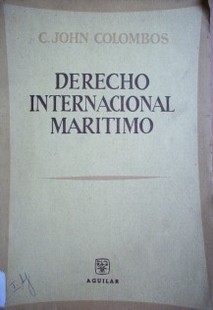 C. JOHN COLOMBOS
DERECHO
INTERNACIONAL
MARITIMO
AGUILAR